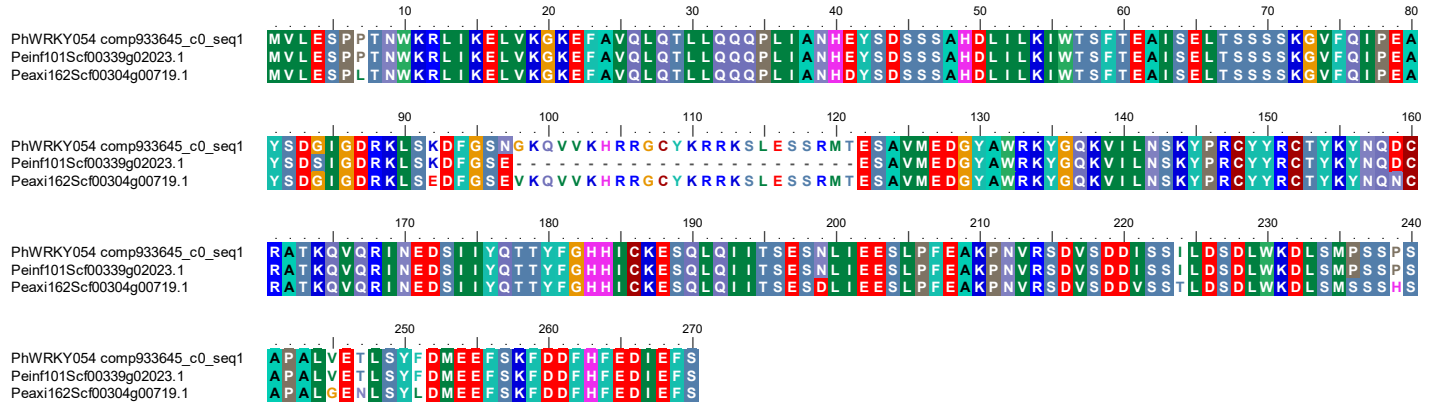 10 20 30 40 50 60 70 80
PhWRKY054 comp933645_c0_seq1 MVLESPPTNWKRLIKELVKGKEFAVQLQTLLQQQPLIANHEYSDSSSAHDLILKIWTSFTEAISELTSSSSKGVFQIPEA
Peinf101Scf00339g02023.1 MVLESPPTNWKRLIKELVKGKEFAVQLQTLLQQQPLIANHEYSDSSSAHDLILKIWTSFTEAISELTSSSSKGVFQIPEA
Peaxi162Scf00304g00719.1 MVLESPLTNWKRLIKELVKGKEFAVQLQTLLQQQPLIANHDYSDSSSAHDLILKIWTSFTEAISELTSSSSKGVFQIPEA
90 100 110 120 130 140 150 160
PhWRKY054 comp933645_c0_seq1 YSDGIGDRKLSKDFGSNGKQVVKHRRGCYKRRKSLESSRMTESAVMEDGYAWRKYGQKVILNSKYPRCYYRCTYKYNQDC
Peinf101Scf00339g02023.1 YSDSIGDRKLSKDFGSE------------------------ESAVMEDGYAWRKYGQKVILNSKYPRCYYRCTYKYNQDC
Peaxi162Scf00304g00719.1 YSDGIGDRKLSEDFGSEVKQVVKHRRGCYKRRKSLESSRMTESAVMEDGYAWRKYGQKVILNSKYPRCYYRCTYKYNQNC
170 180 190 200 210 220 230 240
PhWRKY054 comp933645_c0_seq1 RATKQVQRINEDSIIYQTTYFGHHICKESQLQIITSESNLIEESLPFEAKPNVRSDVSDDISSILDSDLWKDLSMPSSPS
Peinf101Scf00339g02023.1 RATKQVQRINEDSIIYQTTYFGHHICKESQLQIITSESNLIEESLPFEAKPNVRSDVSDDISSILDSDLWKDLSMPSSPS
Peaxi162Scf00304g00719.1 RATKQVQRINEDSIIYQTTYFGHHICKESQLQIITSESDLIEESLPFEAKPNVRSDVSDDVSSTLDSDLWKDLSMSSSHS
250 260 270
PhWRKY054 comp933645_c0_seq1 APALVETLSYFDMEEFSKFDDFHFEDIEFS
Peinf101Scf00339g02023.1 APALVETLSYFDMEEFSKFDDFHFEDIEFS
Peaxi162Scf00304g00719.1 APALGENLSYLDMEEFSKFDDFHFEDIEFS